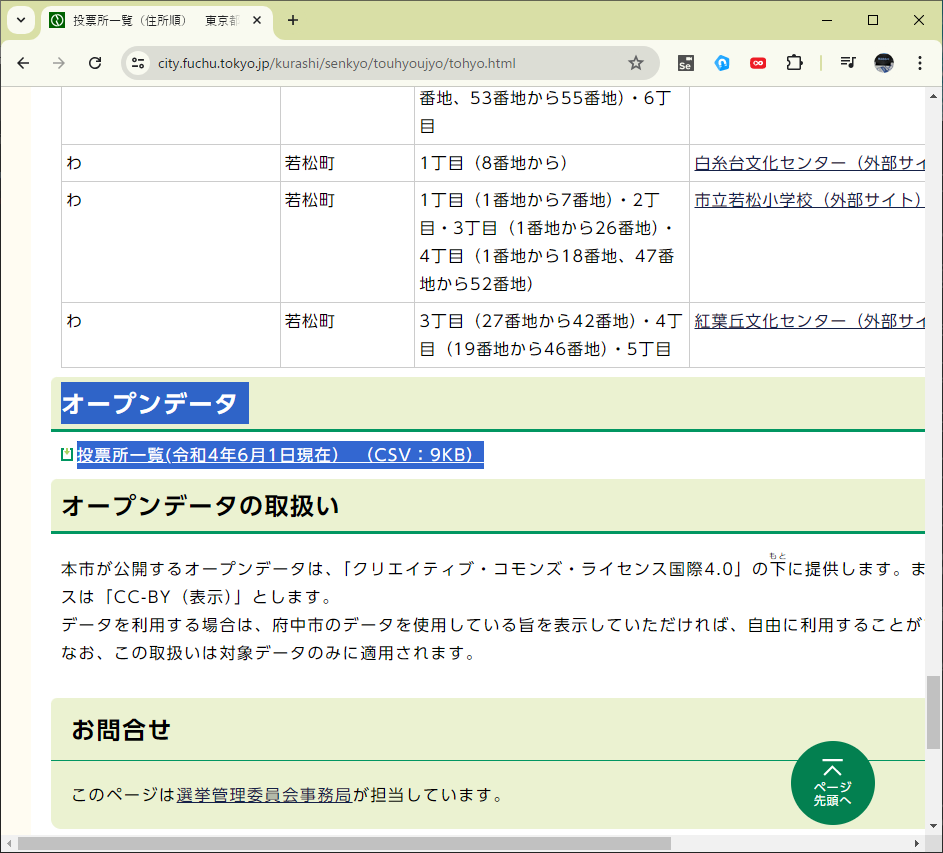 投票所一覧（住所順） 東京都
city.fuchu.tokyo.jp/kurashi/senkyo/touhyoujyo/tohyo.html
番地、53番地から55番地）・6丁
目
わ 若松町 1丁目（8番地から） 白糸台文化センター（外部サイ
わ 若松町 1丁目（1番地から7番地）・2丁 市立若松小学校（外部サイト）
目・3丁目（1番地から26番地）・
4丁目（1番地から18番地、47番
地から52番地）
わ 若松町 3丁目（27番地から42番地）・4丁 紅葉丘文化センター（外部サイ
目（19番地から46番地）・5丁目
オープンデータ
投票所一覧(令和4年6月1日現在） （CSV：9KB）
オープンデータの取扱い
もと
本市が公開するオープンデータは、「クリエイティブ・コモンズ・ライセンス国際4.0」の下に提供します。ま
スは「CC-BY（表示）」とします。
データを利用する場合は、府中市のデータを使用している旨を表示していただければ、自由に利用することが
なお、この取扱いは対象データのみに適用されます。
お問合せ
このページは選挙管理委員会事務局が担当しています。
ページ
先頭へ